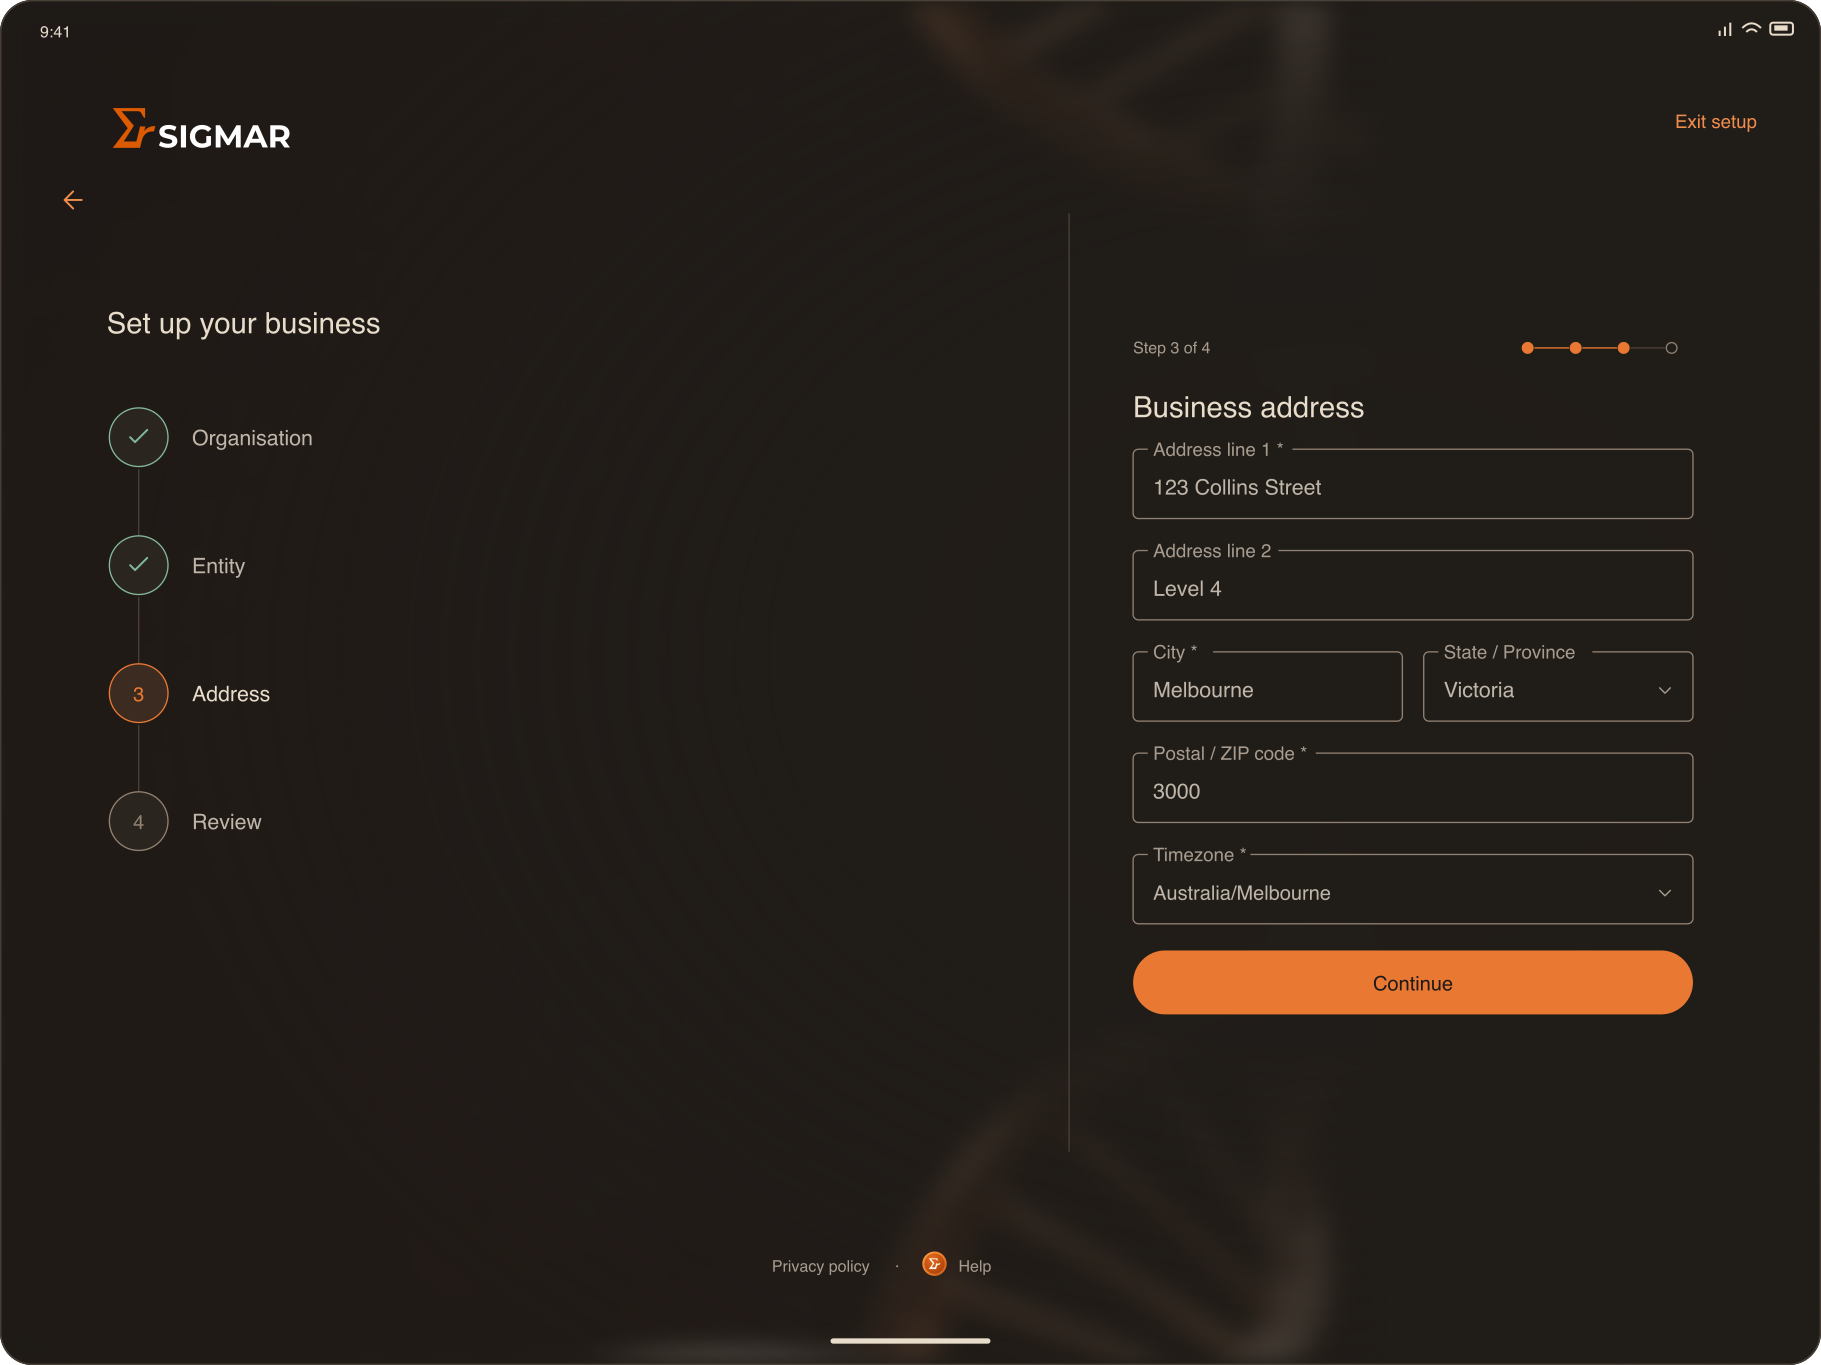 9:41
SIGMAR
Exit setup
Set up your business
Organisation
Entity
3 Address
4 Review
Step 3 of 4
Business address
Address line 1 *
123 Collins Street
Address line 2
Level 4
City *
Melbourne
State / Province
Victoria
Postal / ZIP code *
3000
Timezone *
Australia/Melbourne
Continue
Privacy policy · Help